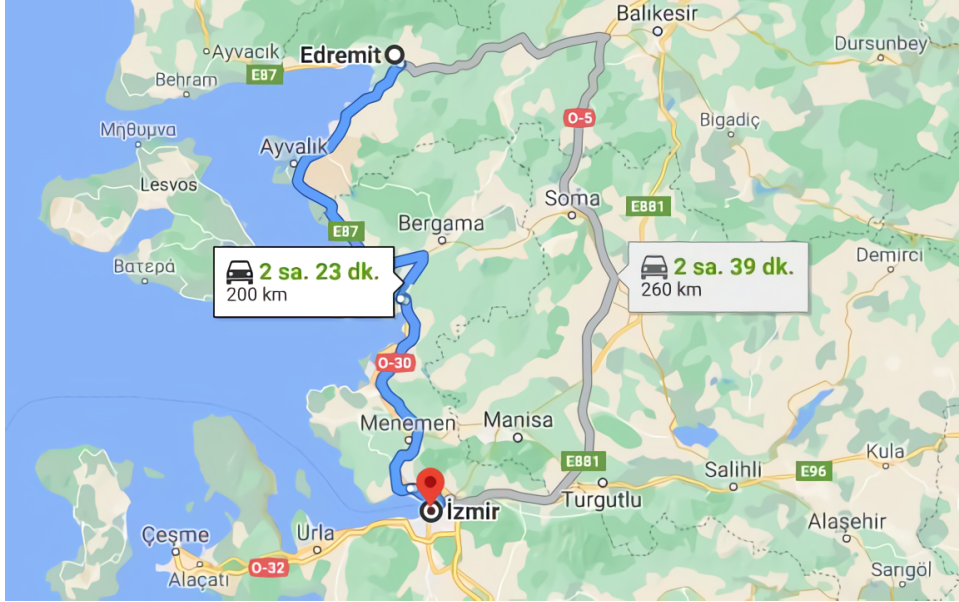 Balıkesir
Edremit
Ayvacık
Dursunbey
E87
Behram
O-5
Bigadiç
Μήθυμνα
Ayvalık
Lesvos
Soma
E881
E87
Bergama
Βατερά
2 sa. 23 dk.
200 km
2 sa. 39 dk.
260 km
Demirci
O-30
Menemen
Manisa
Kula
E881
Salihli
E96
Turgutlu
İzmir
Alaşehir
Çeşme
Urla
O-32
Alaçatı
Sarıgöl